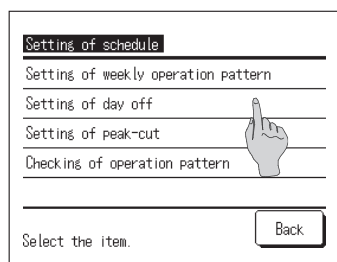 Setting of schedule
Setting of weekly operation pattern
Setting of day off
Setting of peak-cut
Checking of operation pattern
Select the item.
Back